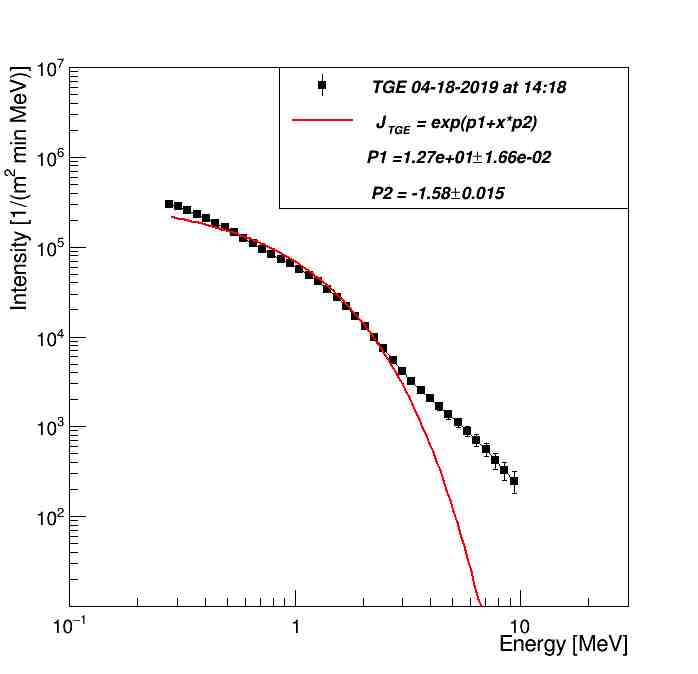 10⁷
Intensity [1/(m² min MeV)]
TGE 04-18-2019 at 14:18
J_TGE = exp(p1+x*p2)
P1 =1.27e+01±1.66e-02
P2 = -1.58±0.015
10⁶
10⁵
10⁴
10³
10²
10⁻¹ 1 10
Energy [MeV]